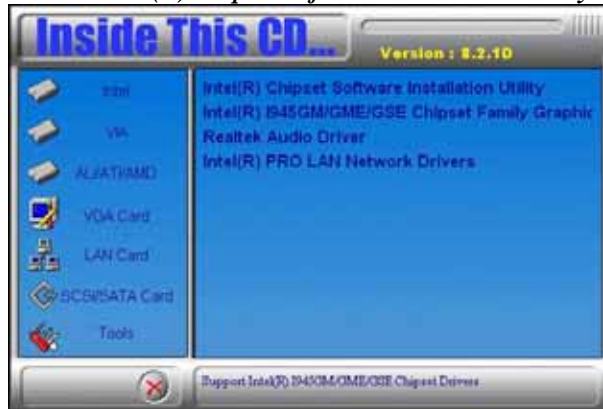 Inside This CD...
Version : 8.2.10
Intel
VIA
ALi/ATI/AMD
VGA Card
LAN Card
SCSI/SATA Card
Tools
Intel(R) Chipset Software Installation Utility
Intel(R) I945GM/GME/GSE Chipset Family Graphic
Realtek Audio Driver
Intel(R) PRO LAN Network Drivers
Support Intel(R) I945GM/GME/GSE Chipset Drivers